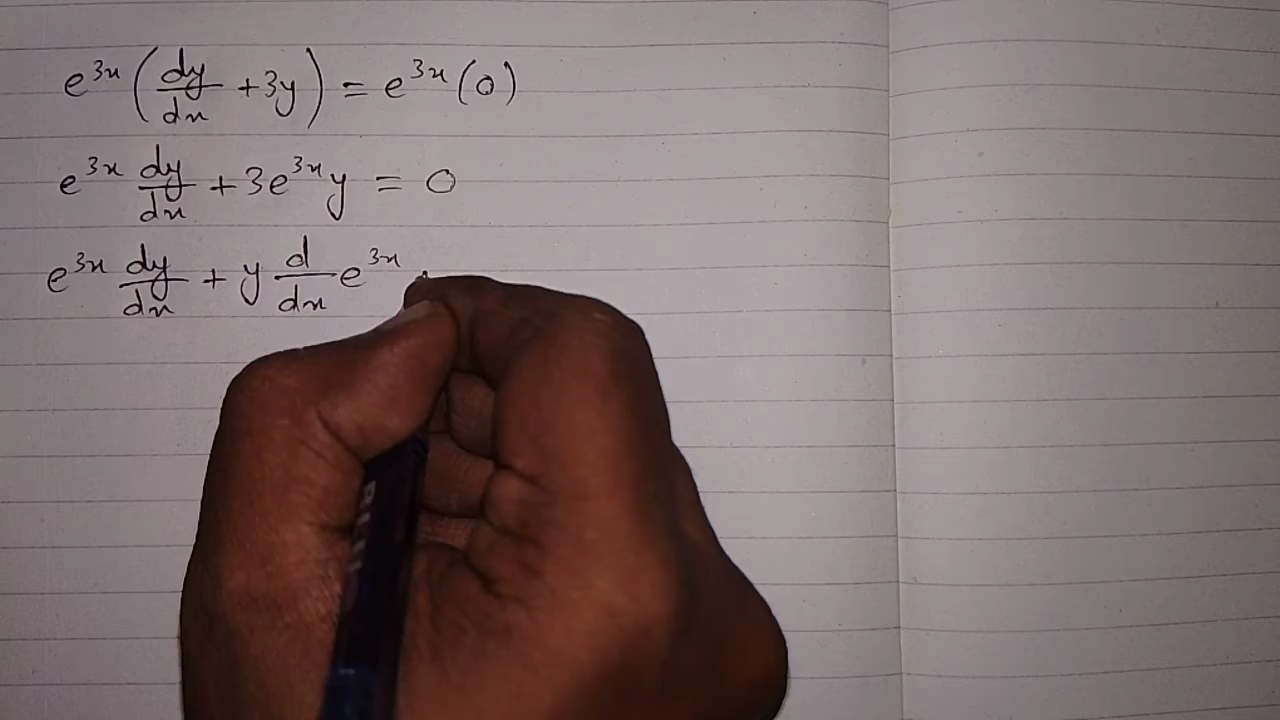 e^{3x} (dy/dx + 3y) = e^{3x} (0)
e^{3x} dy/dx + 3e^{3x} y = 0
e^{3x} dy/dx + y d/dx e^{3x}